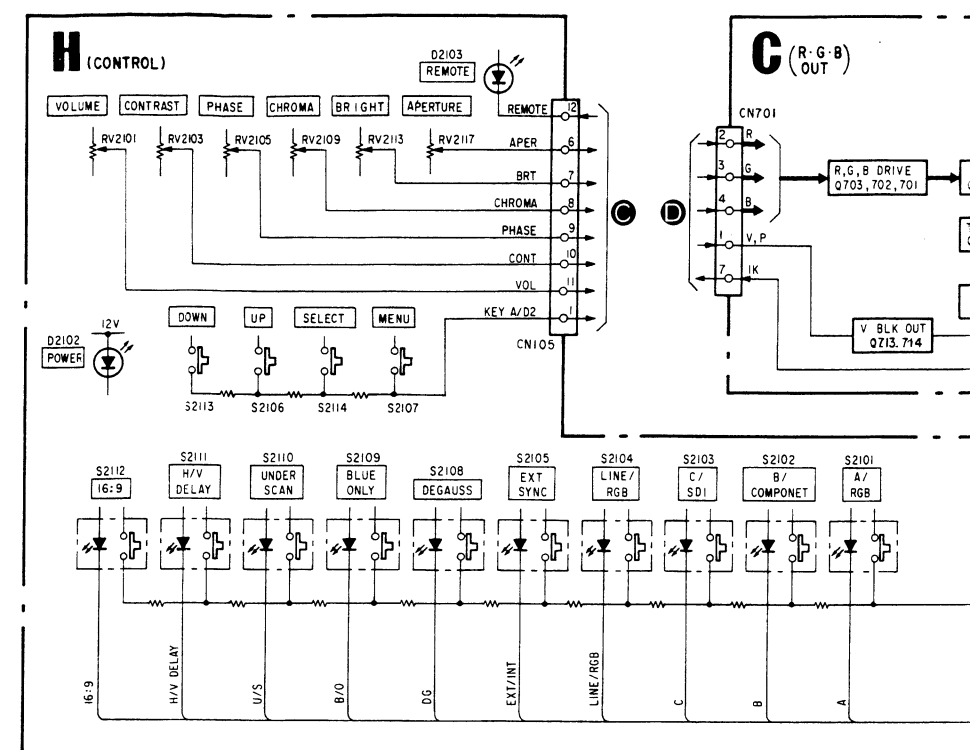 H (CONTROL)
D2103
REMOTE
VOLUME CONTRAST PHASE CHROMA BRIGHT APERTURE
RV2101 RV2103 RV2105 RV2109 RV2113 RV2117
REMOTE 12
APER 6
BRT 7
CHROMA 8
PHASE 9
CONT 10
VOL 11
KEY A/D2 1
CN105
C
DOWN UP SELECT MENU
12V
D2102
POWER
S2113 S2106 S2114 S2107
C (R·G·B OUT)
CN701
D
2 R
3 G
4 B
1 V,P
7 IK
R,G,B DRIVE
Q703,702,701
V BLK OUT
Q713.714
S2112
16:9
S2111
H/V
DELAY
S2110
UNDER
SCAN
S2109
BLUE
ONLY
S2108
DEGAUSS
S2105
EXT
SYNC
S2104
LINE/
RGB
S2103
C/
SDI
S2102
B/
COMPONET
S2101
A/
RGB
16:9
H/V DELAY
U/S
B/O
DG
EXT/INT
LINE/RGB
C
B
A